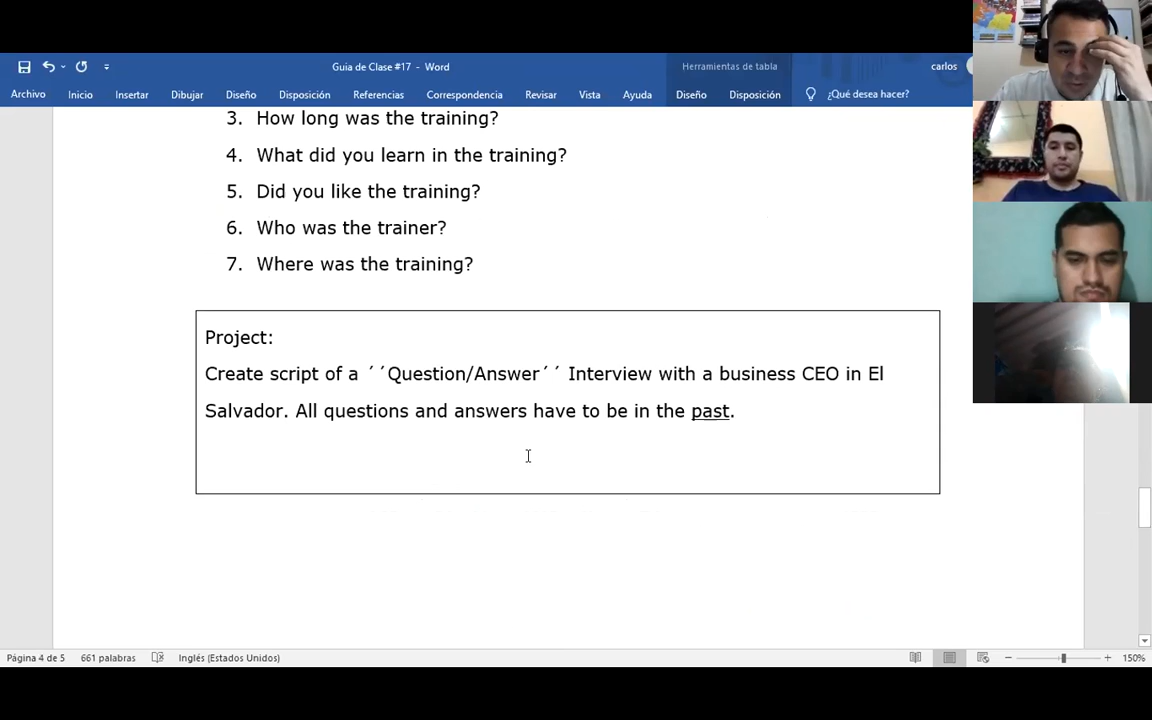 Guia de Clase #17 - Word
Herramientas de tabla
carlos
Archivo Inicio Insertar Dibujar Diseño Disposición Referencias Correspondencia Revisar Vista Ayuda Diseño Disposición ¿Qué desea hacer?
3. How long was the training?
4. What did you learn in the training?
5. Did you like the training?
6. Who was the trainer?
7. Where was the training?
Project:
Create script of a ´´Question/Answer´´ Interview with a business CEO in El
Salvador. All questions and answers have to be in the past.
Página 4 de 5 661 palabras Inglés (Estados Unidos) 150%